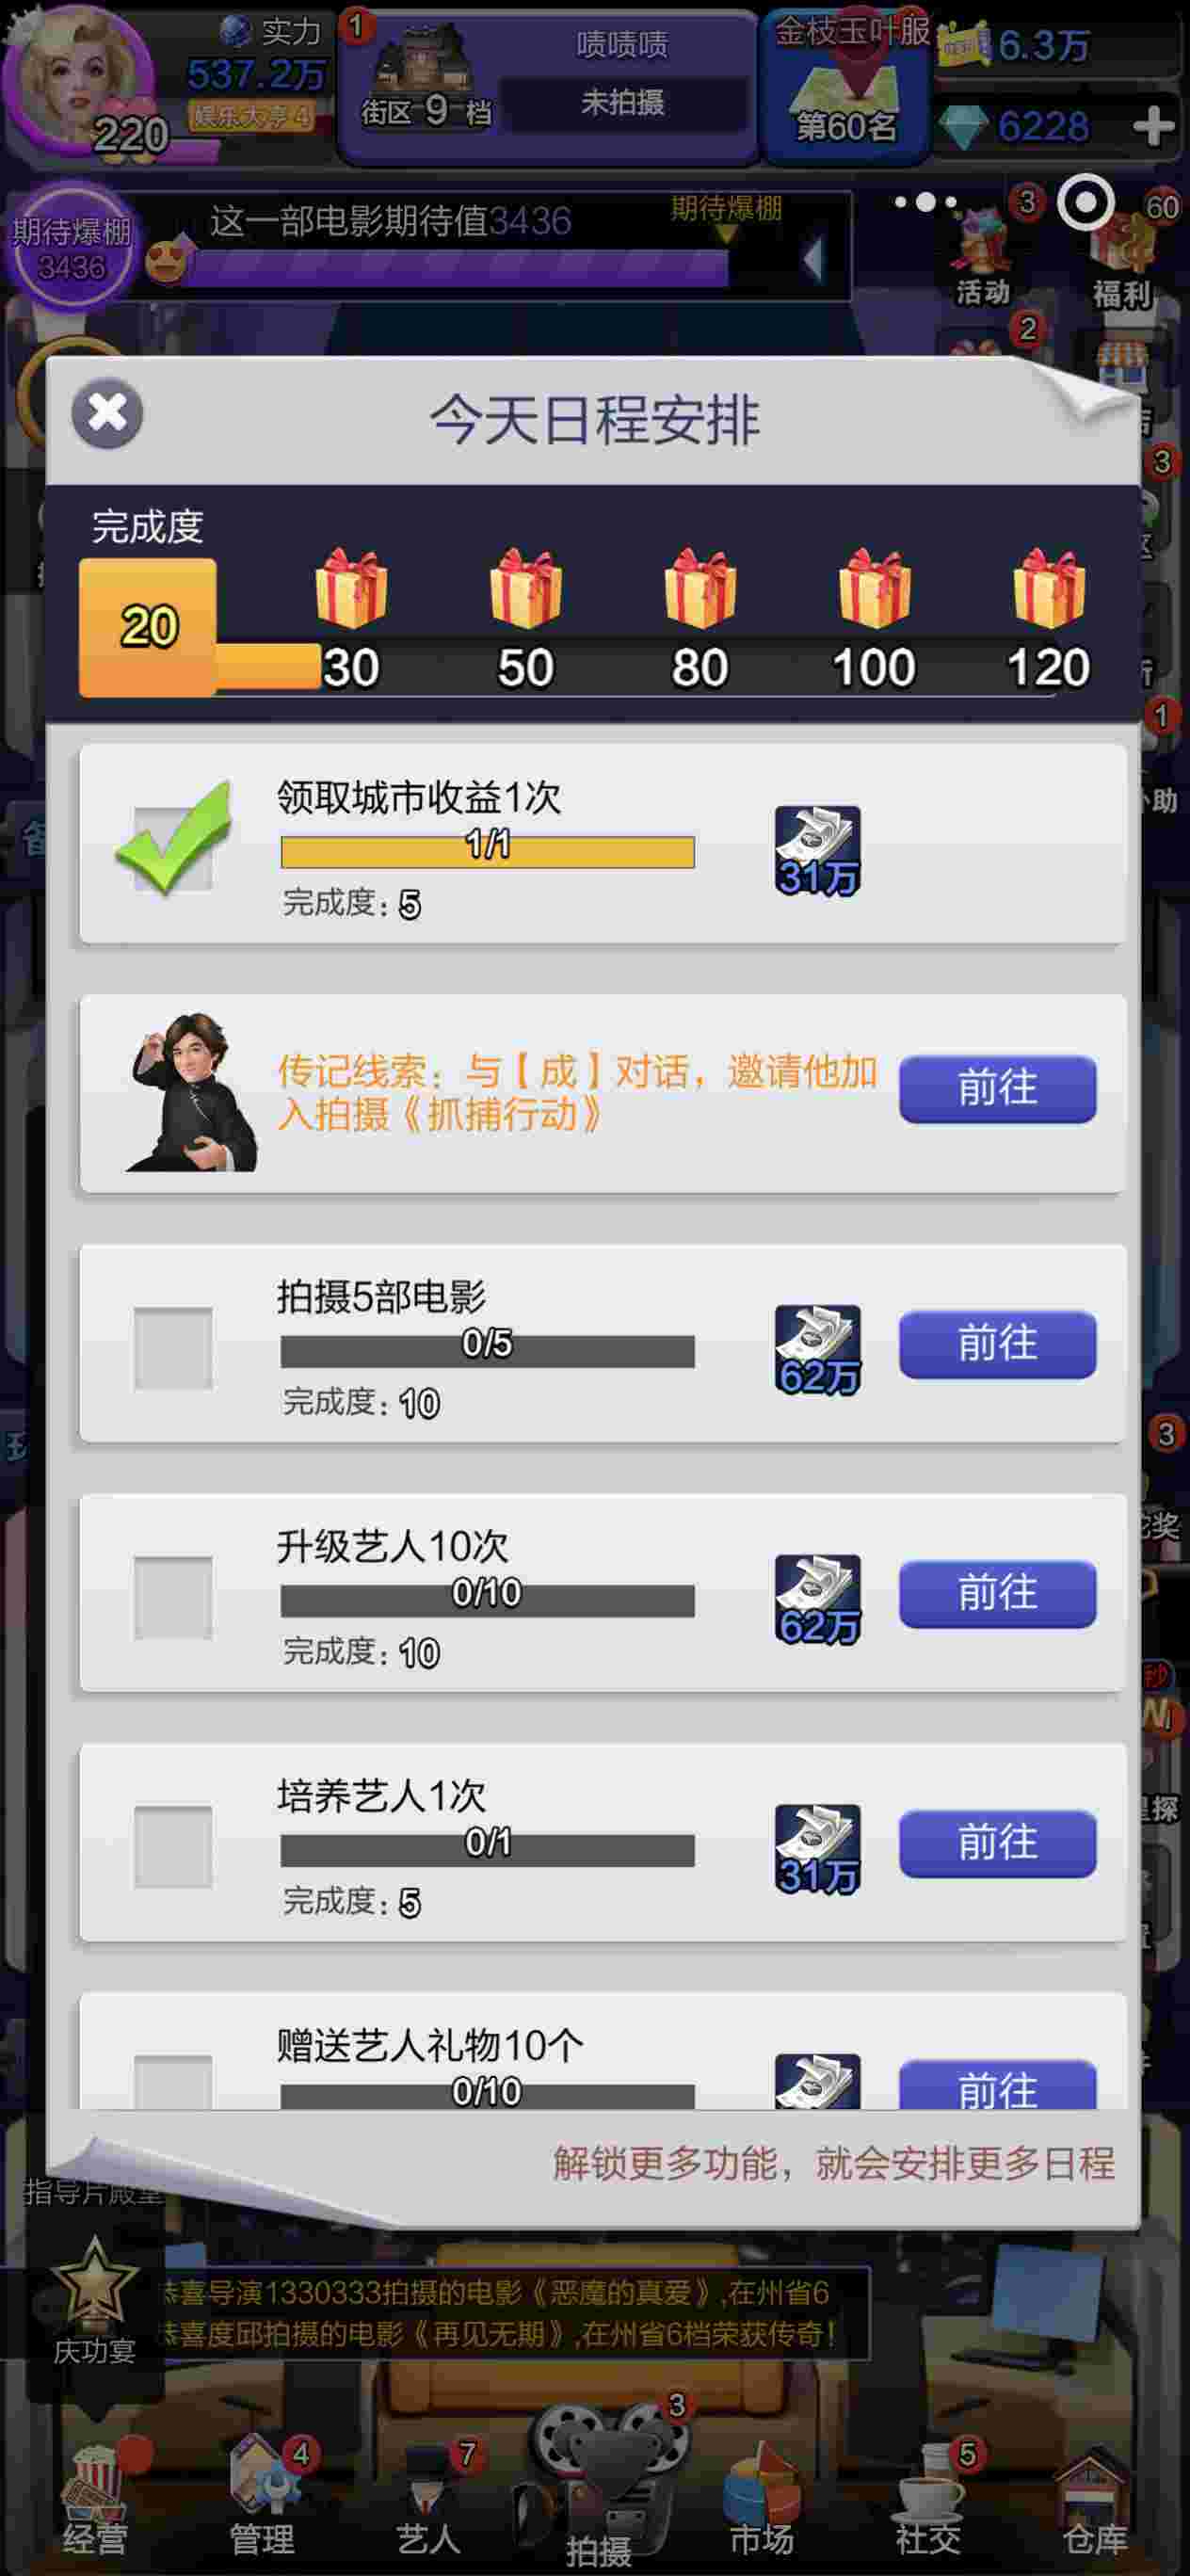 实力
1
537.2万
娱乐大亨 4
220
街区 9 档
啧啧啧
未拍摄
金枝玉叶服
第60名
6.3万
6228
期待爆棚
3436
这一部电影期待值3436
期待爆棚
3
60
活动
福利
2
今天日程安排
3
完成度
20
30
50
80
100
120
1
领取城市收益1次
1/1
完成度: 5
31万
助
传记线索：与【成】对话，邀请他加
入拍摄《抓捕行动》
前往
拍摄5部电影
0/5
完成度: 10
62万
前往
3
奖
升级艺人10次
0/10
完成度: 10
62万
前往
秒
探
培养艺人1次
0/1
完成度: 5
31万
前往
赠送艺人礼物10个
0/10
前往
解锁更多功能，就会安排更多日程
指导片殿堂
恭喜导演1330333拍摄的电影《恶魔的真爱》,在州省6
恭喜度邱拍摄的电影《再见无期》,在州省6档荣获传奇!
庆功宴
3
4
7
5
经营
管理
艺人
拍摄
市场
社交
仓库